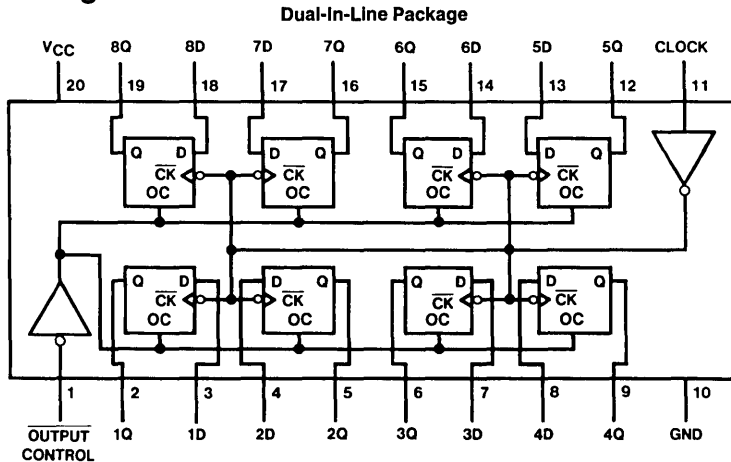 Dual-In-Line Package
VCC 8Q 8D 7D 7Q 6Q 6D 5D 5Q CLOCK
20 19 18 17 16 15 14 13 12 11
Q D D Q Q D D Q
CK CK CK CK
OC OC OC OC
Q D D Q Q D D Q
CK CK CK CK
OC OC OC OC
1 2 3 4 5 6 7 8 9 10
OUTPUT 1Q 1D 2D 2Q 3Q 3D 4D 4Q GND
CONTROL